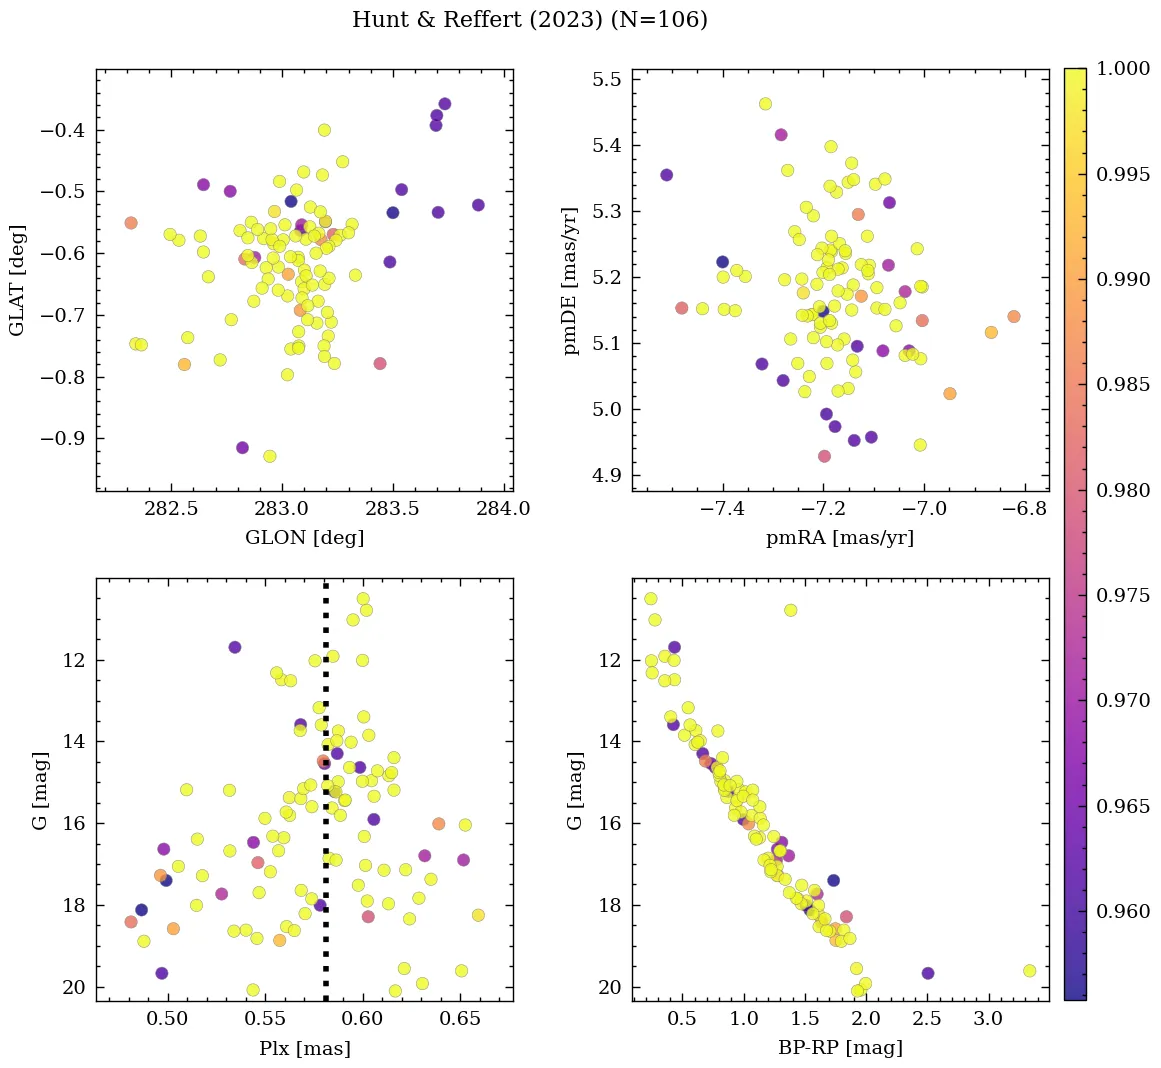 Hunt & Reffert (2023) (N=106)
−0.4
−0.5
−0.6
−0.7
−0.8
−0.9
GLAT [deg]
282.5 283.0 283.5 284.0
GLON [deg]
5.5
5.4
5.3
5.2
5.1
5.0
4.9
pmDE [mas/yr]
−7.4 −7.2 −7.0 −6.8
pmRA [mas/yr]
1.000
0.995
0.990
0.985
0.980
0.975
0.970
0.965
0.960
12
14
16
18
20
G [mag]
0.50 0.55 0.60 0.65
Plx [mas]
12
14
16
18
20
G [mag]
0.5 1.0 1.5 2.0 2.5 3.0
BP-RP [mag]